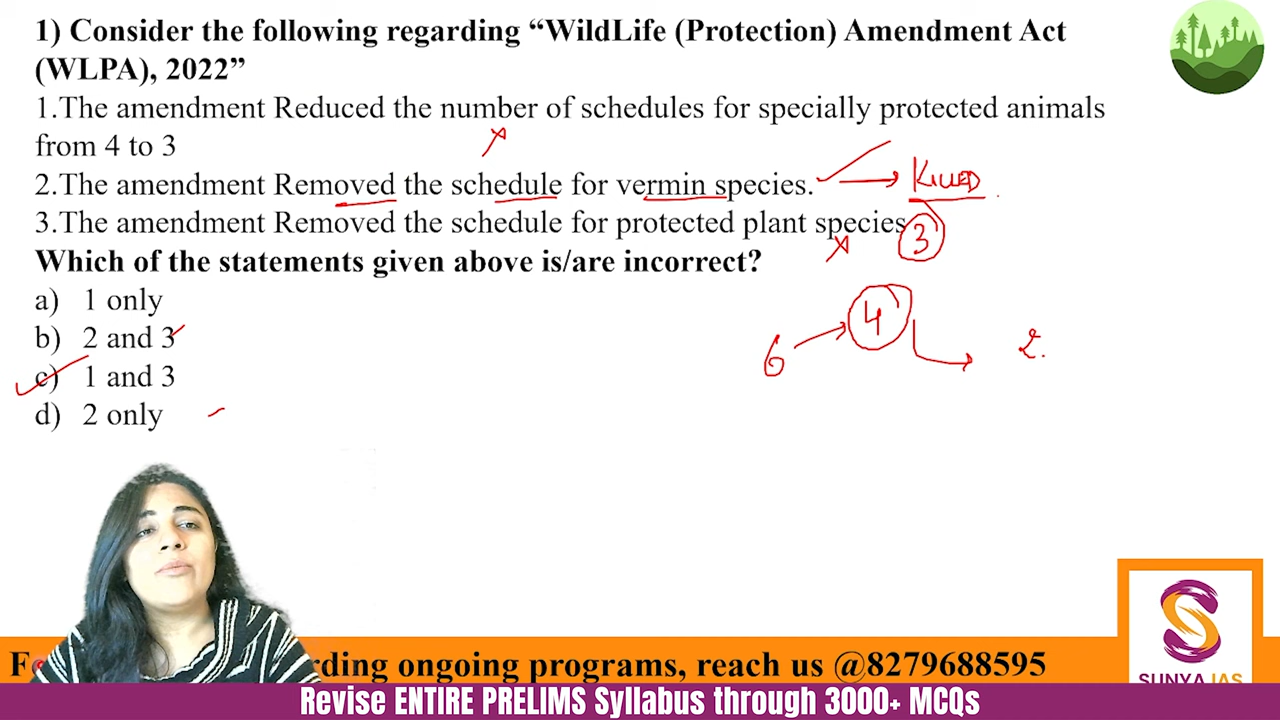 1) Consider the following regarding “WildLife (Protection) Amendment Act
(WLPA), 2022”
1.The amendment Reduced the number of schedules for specially protected animals
from 4 to 3
2.The amendment Removed the schedule for vermin species.
KILLED
3.The amendment Removed the schedule for protected plant species
3
Which of the statements given above is/are incorrect?
a) 1 only
4
b) 2 and 3
6
2.
c) 1 and 3
d) 2 only
rding ongoing programs, reach us @8279688595
SUNYA IAS
Revise ENTIRE PRELIMS Syllabus through 3000+ MCQs